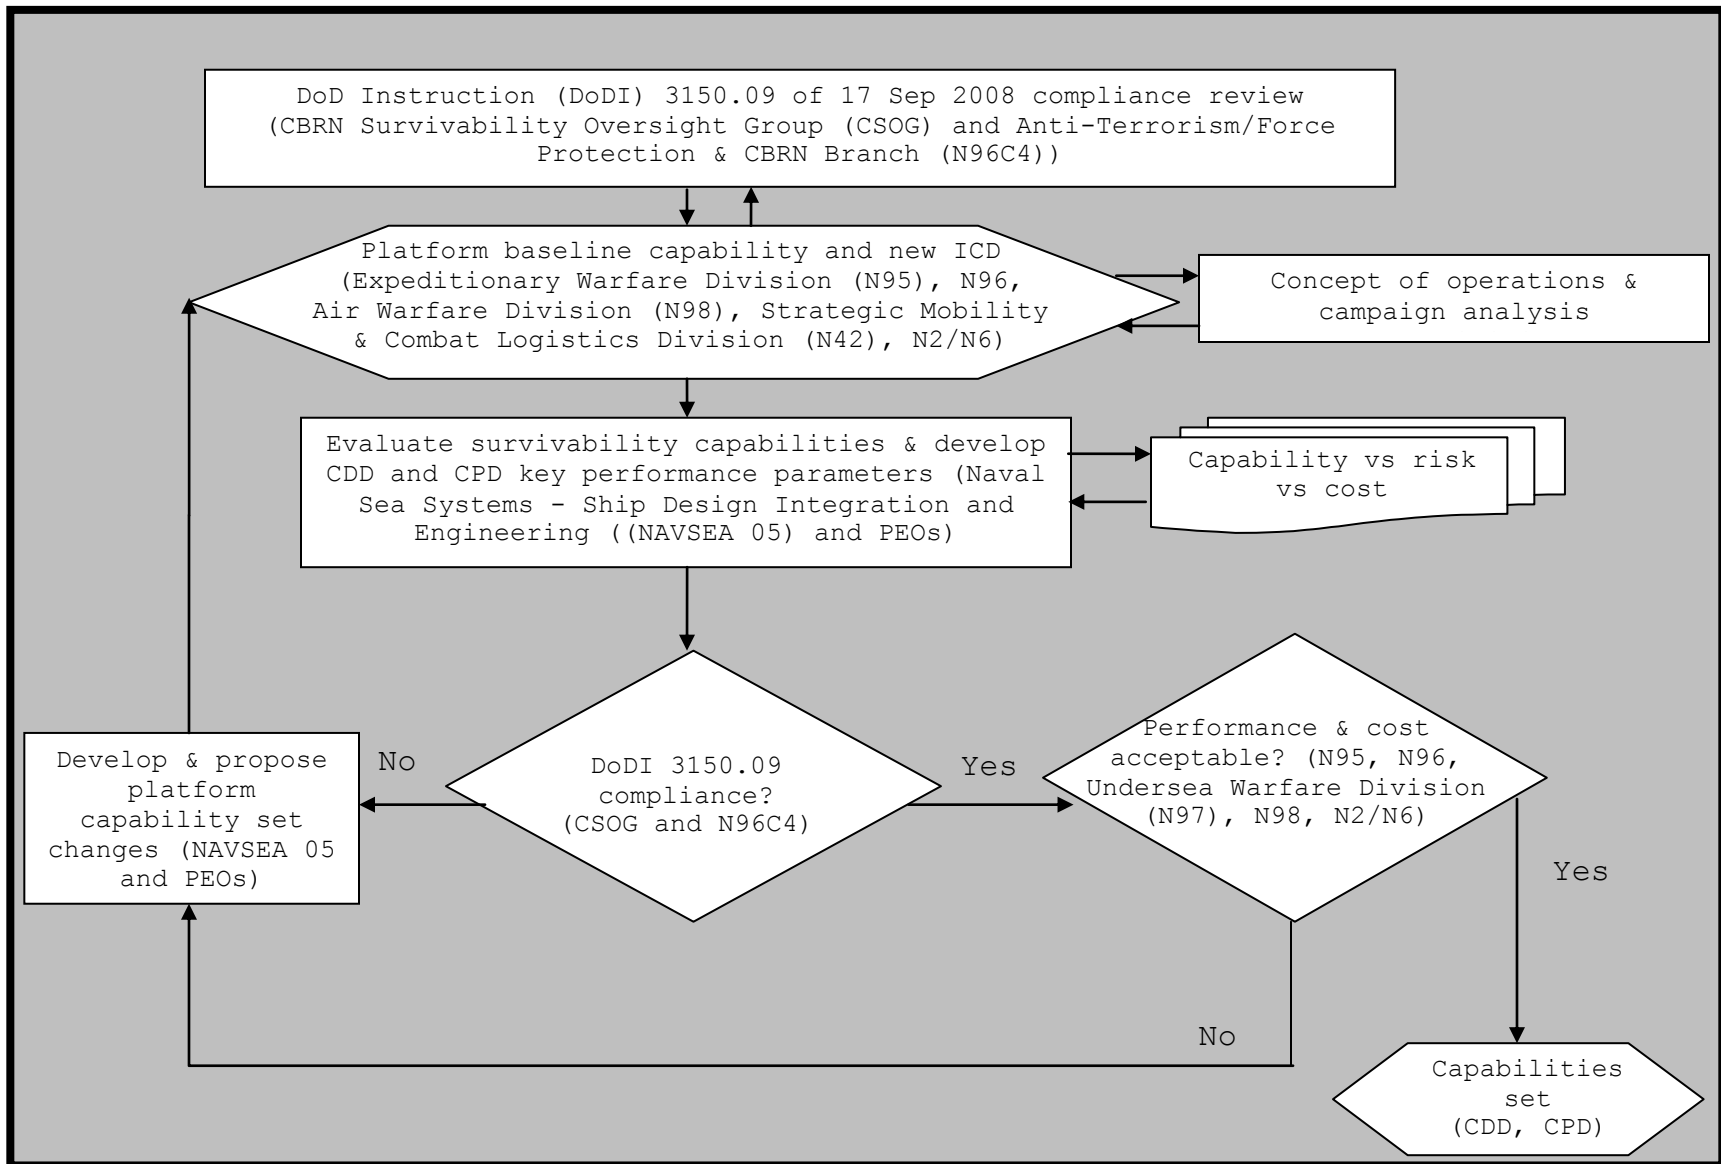 DoD Instruction (DoDI) 3150.09 of 17 Sep 2008 compliance review
(CBRN Survivability Oversight Group (CSOG) and Anti-Terrorism/Force
Protection & CBRN Branch (N96C4))
Platform baseline capability and new ICD
(Expeditionary Warfare Division (N95), N96,
Air Warfare Division (N98), Strategic Mobility
& Combat Logistics Division (N42), N2/N6)
Concept of operations &
campaign analysis
Evaluate survivability capabilities & develop
CDD and CPD key performance parameters (Naval
Sea Systems - Ship Design Integration and
Engineering ((NAVSEA 05) and PEOs)
Capability vs risk
vs cost
Develop & propose
platform
capability set
changes (NAVSEA 05
and PEOs)
No
DoDI 3150.09
compliance?
(CSOG and N96C4)
Yes
Performance & cost
acceptable? (N95, N96,
Undersea Warfare Division
(N97), N98, N2/N6)
Yes
No
Capabilities
set
(CDD, CPD)